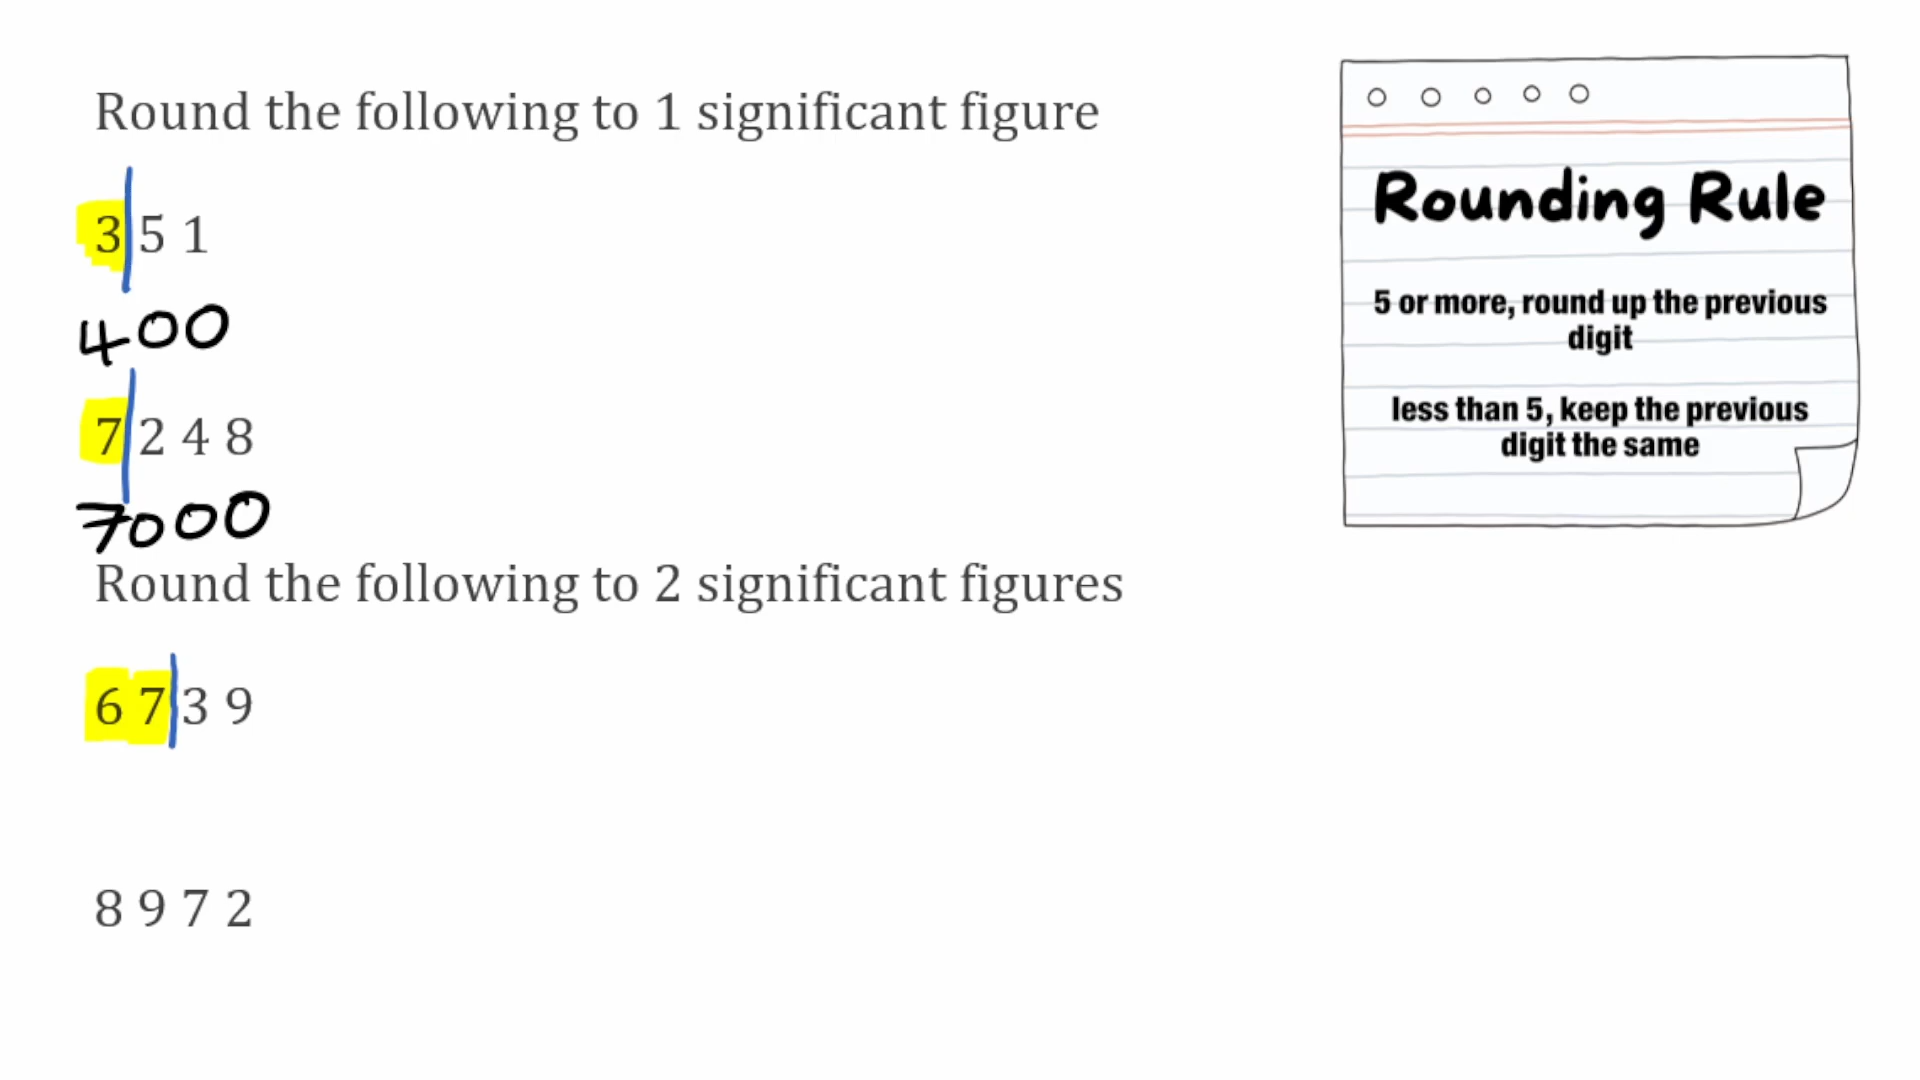 Round the following to 1 significant figure
3 5 1
400
7 2 4 8
7000
Round the following to 2 significant figures
6 7 3 9
8 9 7 2
Rounding Rule
5 or more, round up the previous
digit
less than 5, keep the previous
digit the same